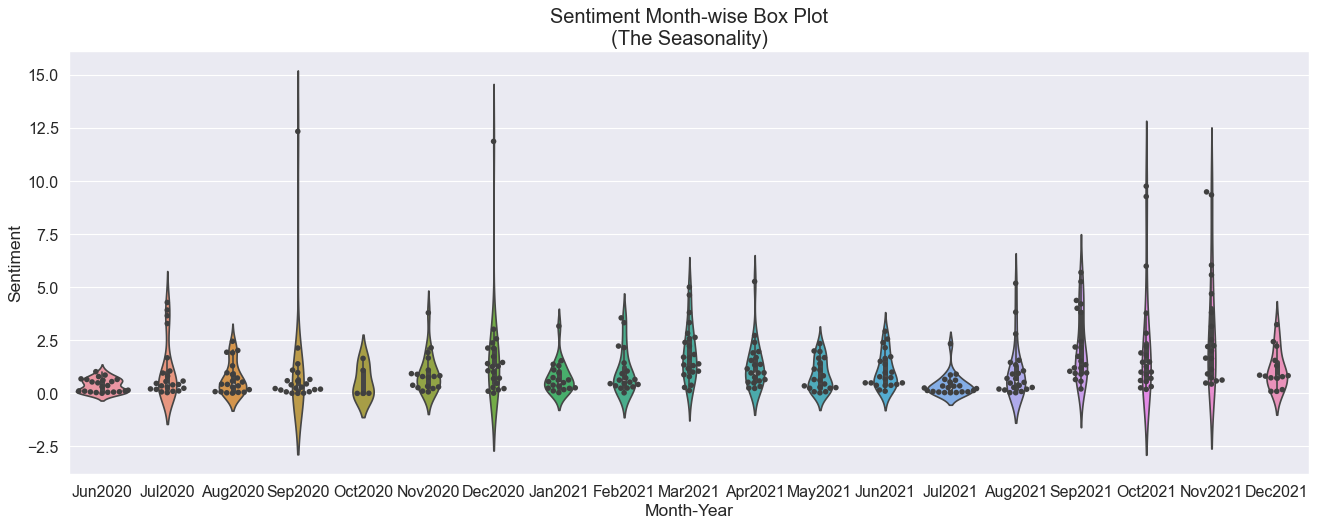 Sentiment Month-wise Box Plot
(The Seasonality)
15.0
12.5
10.0
7.5
5.0
2.5
0.0
−2.5
Sentiment
Jun2020 Jul2020 Aug2020 Sep2020 Oct2020 Nov2020 Dec2020 Jan2021 Feb2021 Mar2021 Apr2021 May2021 Jun2021 Jul2021 Aug2021 Sep2021 Oct2021 Nov2021 Dec2021
Month-Year